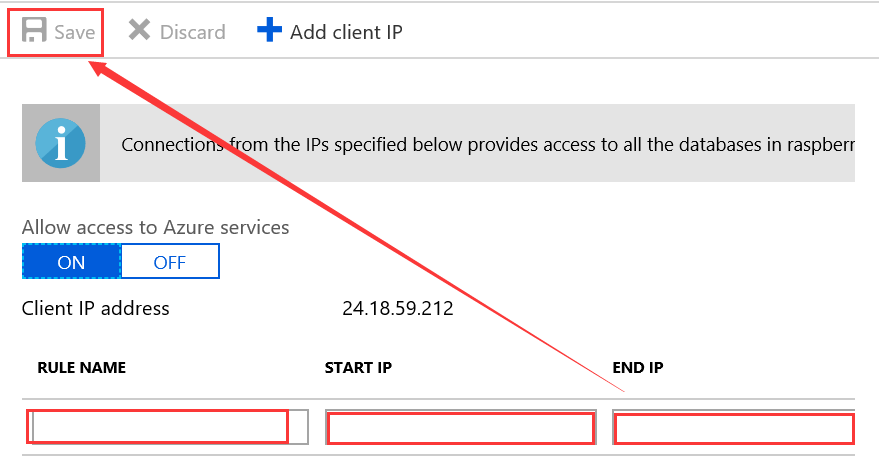 Save Discard Add client IP
Connections from the IPs specified below provides access to all the databases in raspberr
Allow access to Azure services
ON OFF
Client IP address 24.18.59.212
RULE NAME START IP END IP